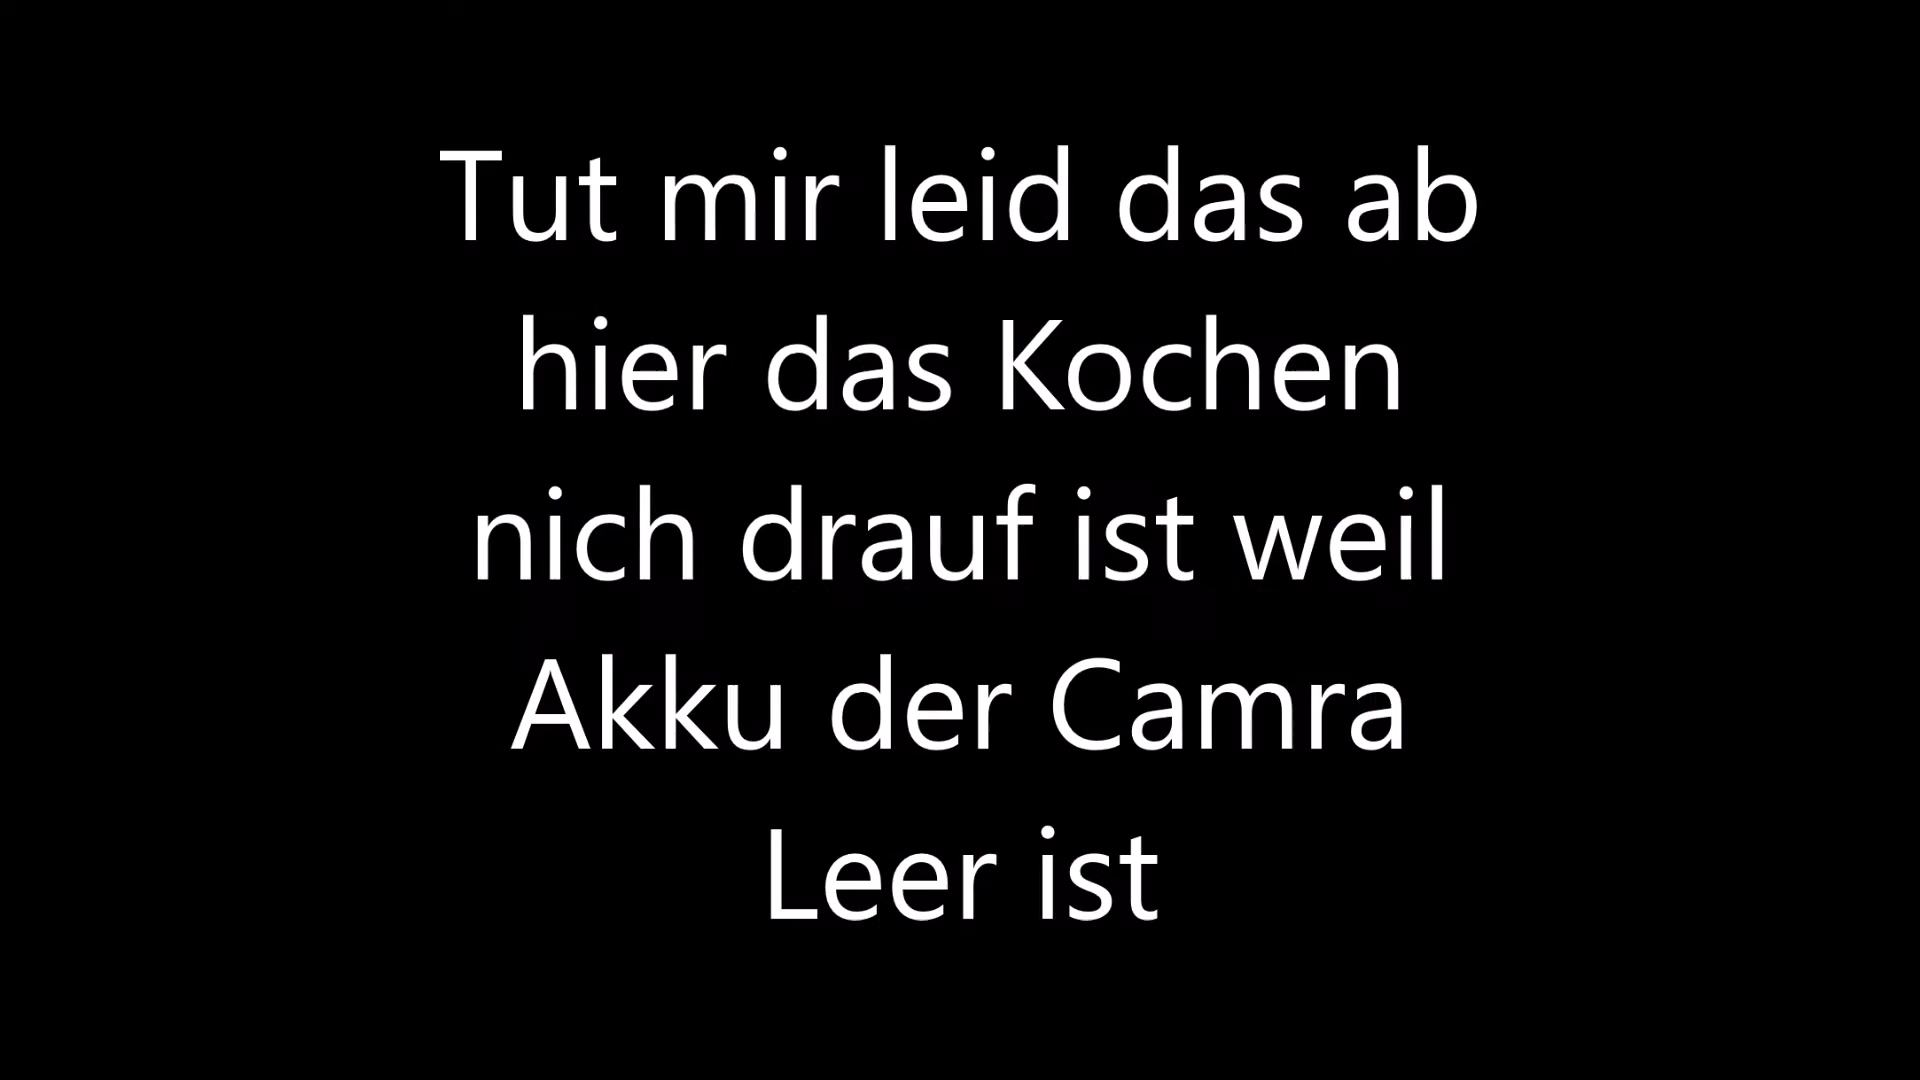 Tut mir leid das ab
hier das Kochen
nich drauf ist weil
Akku der Camra
Leer ist